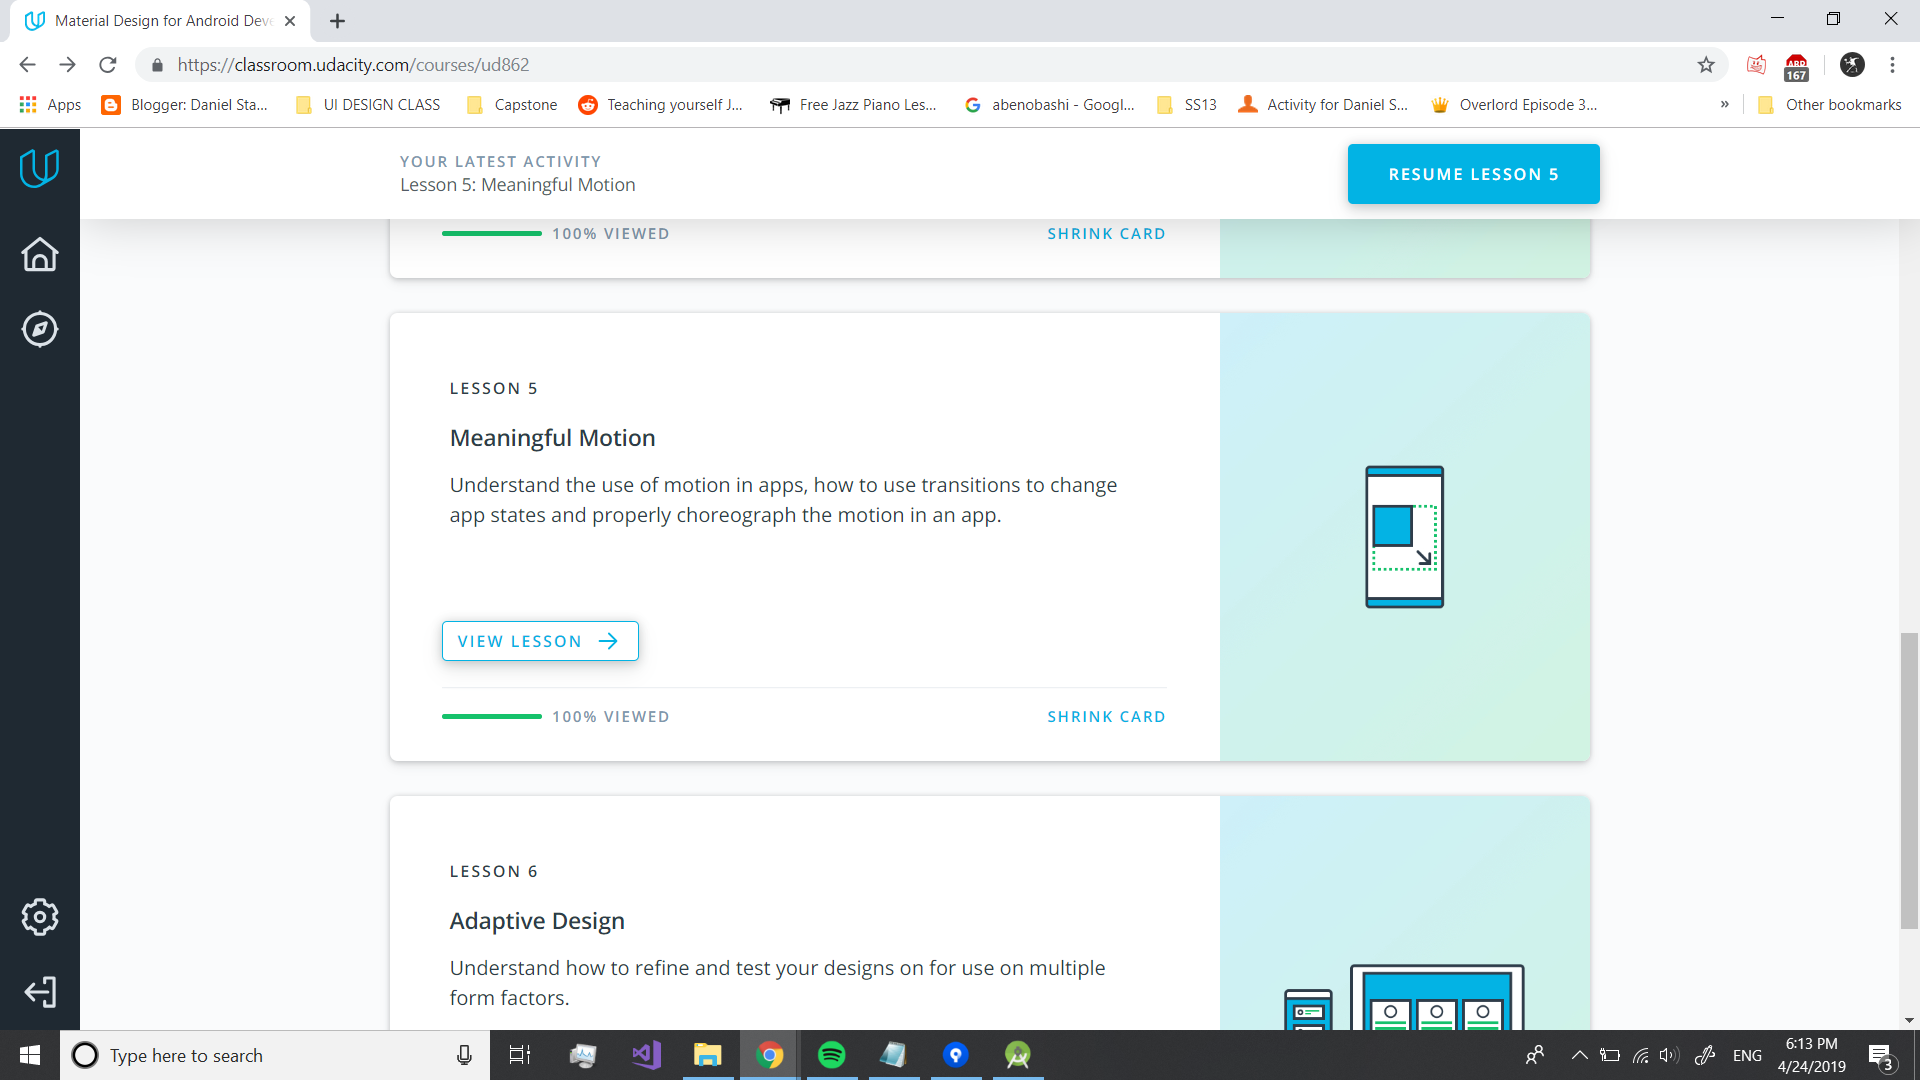 Material Design for Android Deve
https://classroom.udacity.com/courses/ud862
ABP
167
Apps
Blogger: Daniel Sta...
UI DESIGN CLASS
Capstone
Teaching yourself J...
Free Jazz Piano Les...
abenobashi - Googl...
SS13
Activity for Daniel S...
Overlord Episode 3...
»
Other bookmarks
YOUR LATEST ACTIVITY
Lesson 5: Meaningful Motion
RESUME LESSON 5
100% VIEWED
SHRINK CARD
LESSON 5
Meaningful Motion
Understand the use of motion in apps, how to use transitions to change
app states and properly choreograph the motion in an app.
VIEW LESSON
100% VIEWED
SHRINK CARD
LESSON 6
Adaptive Design
Understand how to refine and test your designs on for use on multiple
form factors.
Type here to search
ENG
6:13 PM
4/24/2019
3